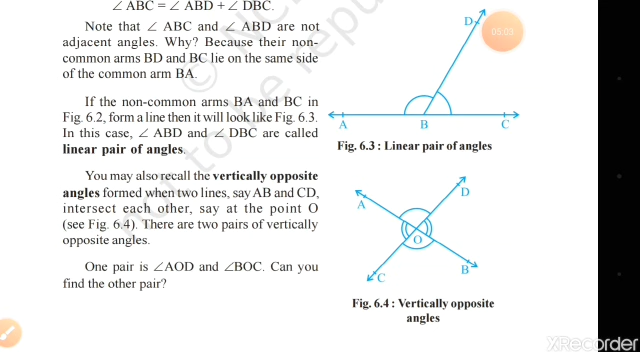 ∠ ABC = ∠ ABD + ∠ DBC.
Note that ∠ ABC and ∠ ABD are not
adjacent angles. Why? Because their non-
common arms BD and BC lie on the same side
of the common arm BA.
If the non-common arms BA and BC in
Fig. 6.2, form a line then it will look like Fig. 6.3.
In this case, ∠ ABD and ∠ DBC are called
linear pair of angles.
You may also recall the vertically opposite
angles formed when two lines, say AB and CD,
intersect each other, say at the point O
(see Fig. 6.4). There are two pairs of vertically
opposite angles.
One pair is ∠AOD and ∠BOC. Can you
find the other pair?
D
05:03
A
B
C
Fig. 6.3 : Linear pair of angles
A
D
O
C
B
Fig. 6.4 : Vertically opposite
angles
not to be repu
XRecorder